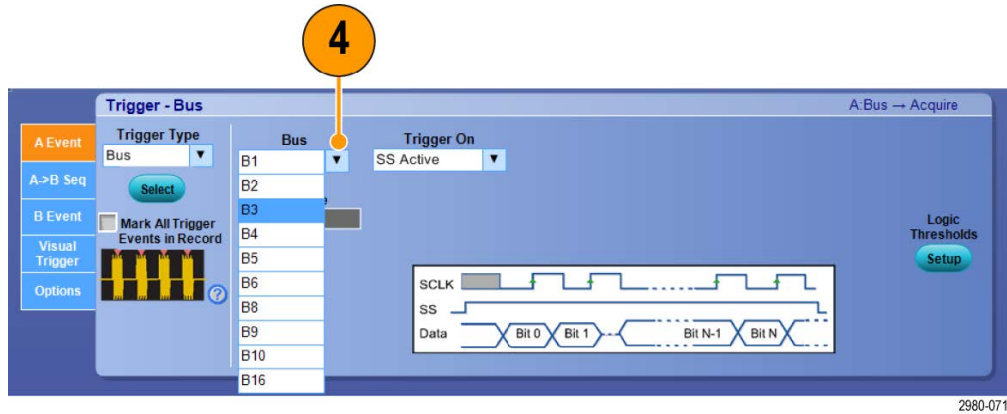 4
Trigger - Bus
A:Bus → Acquire
A Event
A->B Seq
B Event
Visual
Trigger
Options
Trigger Type
Bus
Select
Mark All Trigger
Events in Record
Bus
B1
B2
B3
B4
B5
B6
B8
B9
B10
B16
Trigger On
SS Active
SCLK
SS
Data Bit 0 Bit 1 Bit N-1 Bit N
Logic
Thresholds
Setup
2980-071